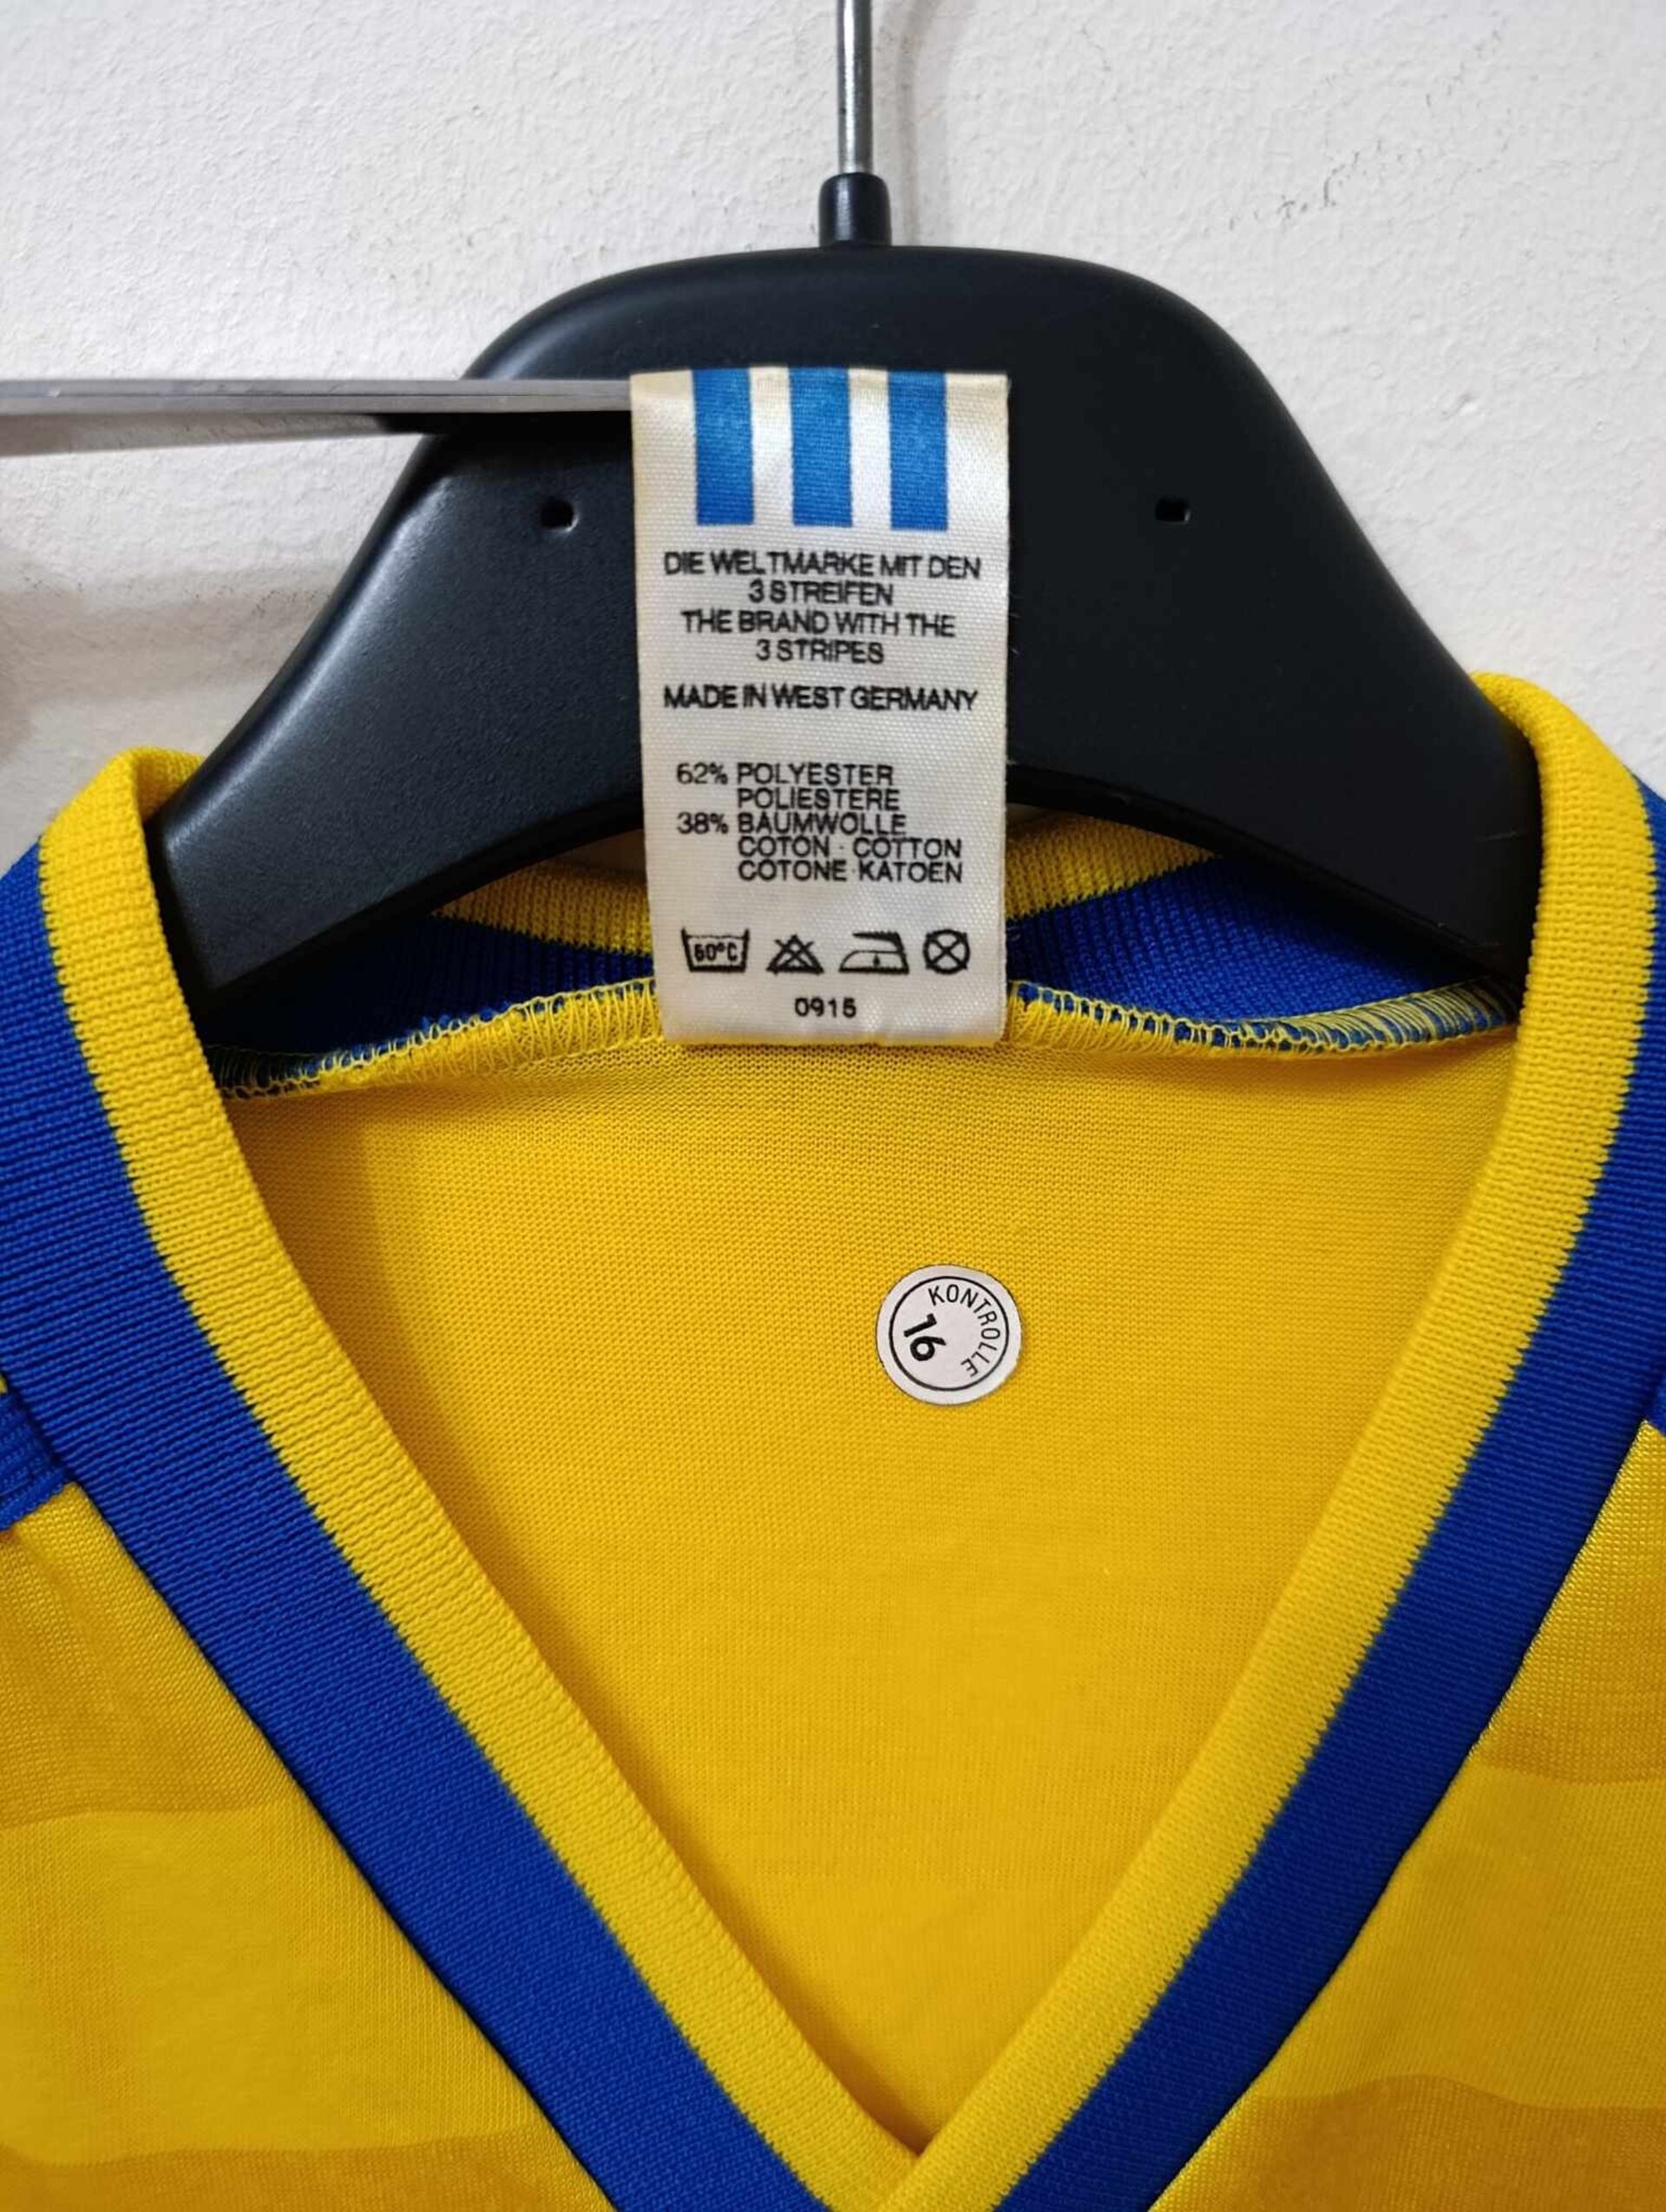 DIE WELTMARKE MIT DEN
3 STREIFEN
THE BRAND WITH THE
3 STRIPES
MADE IN WEST GERMANY
62% POLYESTER
POLIESTERE
38% BAUMWOLLE
COTON · COTTON
COTONE · KATOEN
60°C
0915
KONTROLLE
16